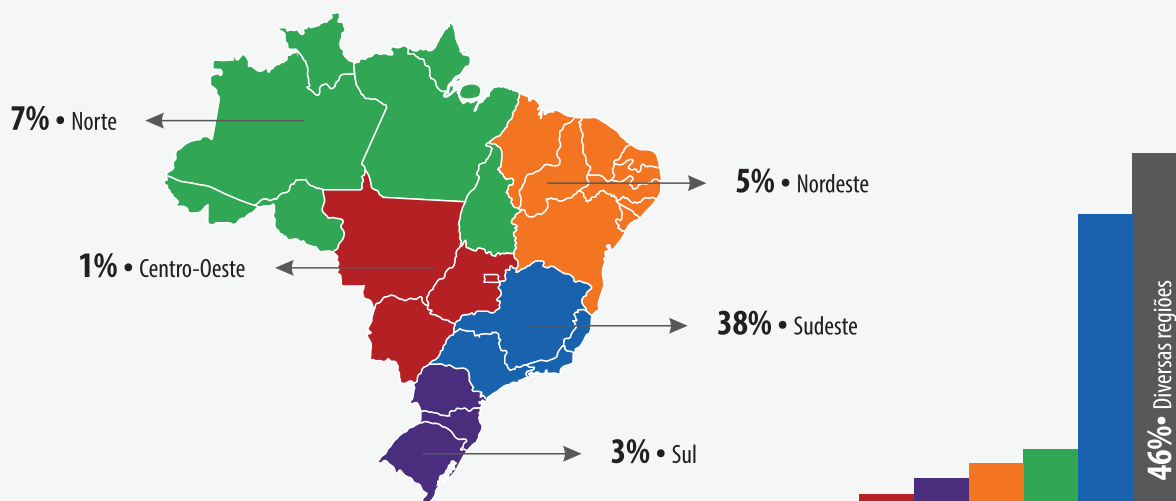 7% • Norte
5% • Nordeste
1% • Centro-Oeste
38% • Sudeste
3% • Sul
46% • Diversas regiões